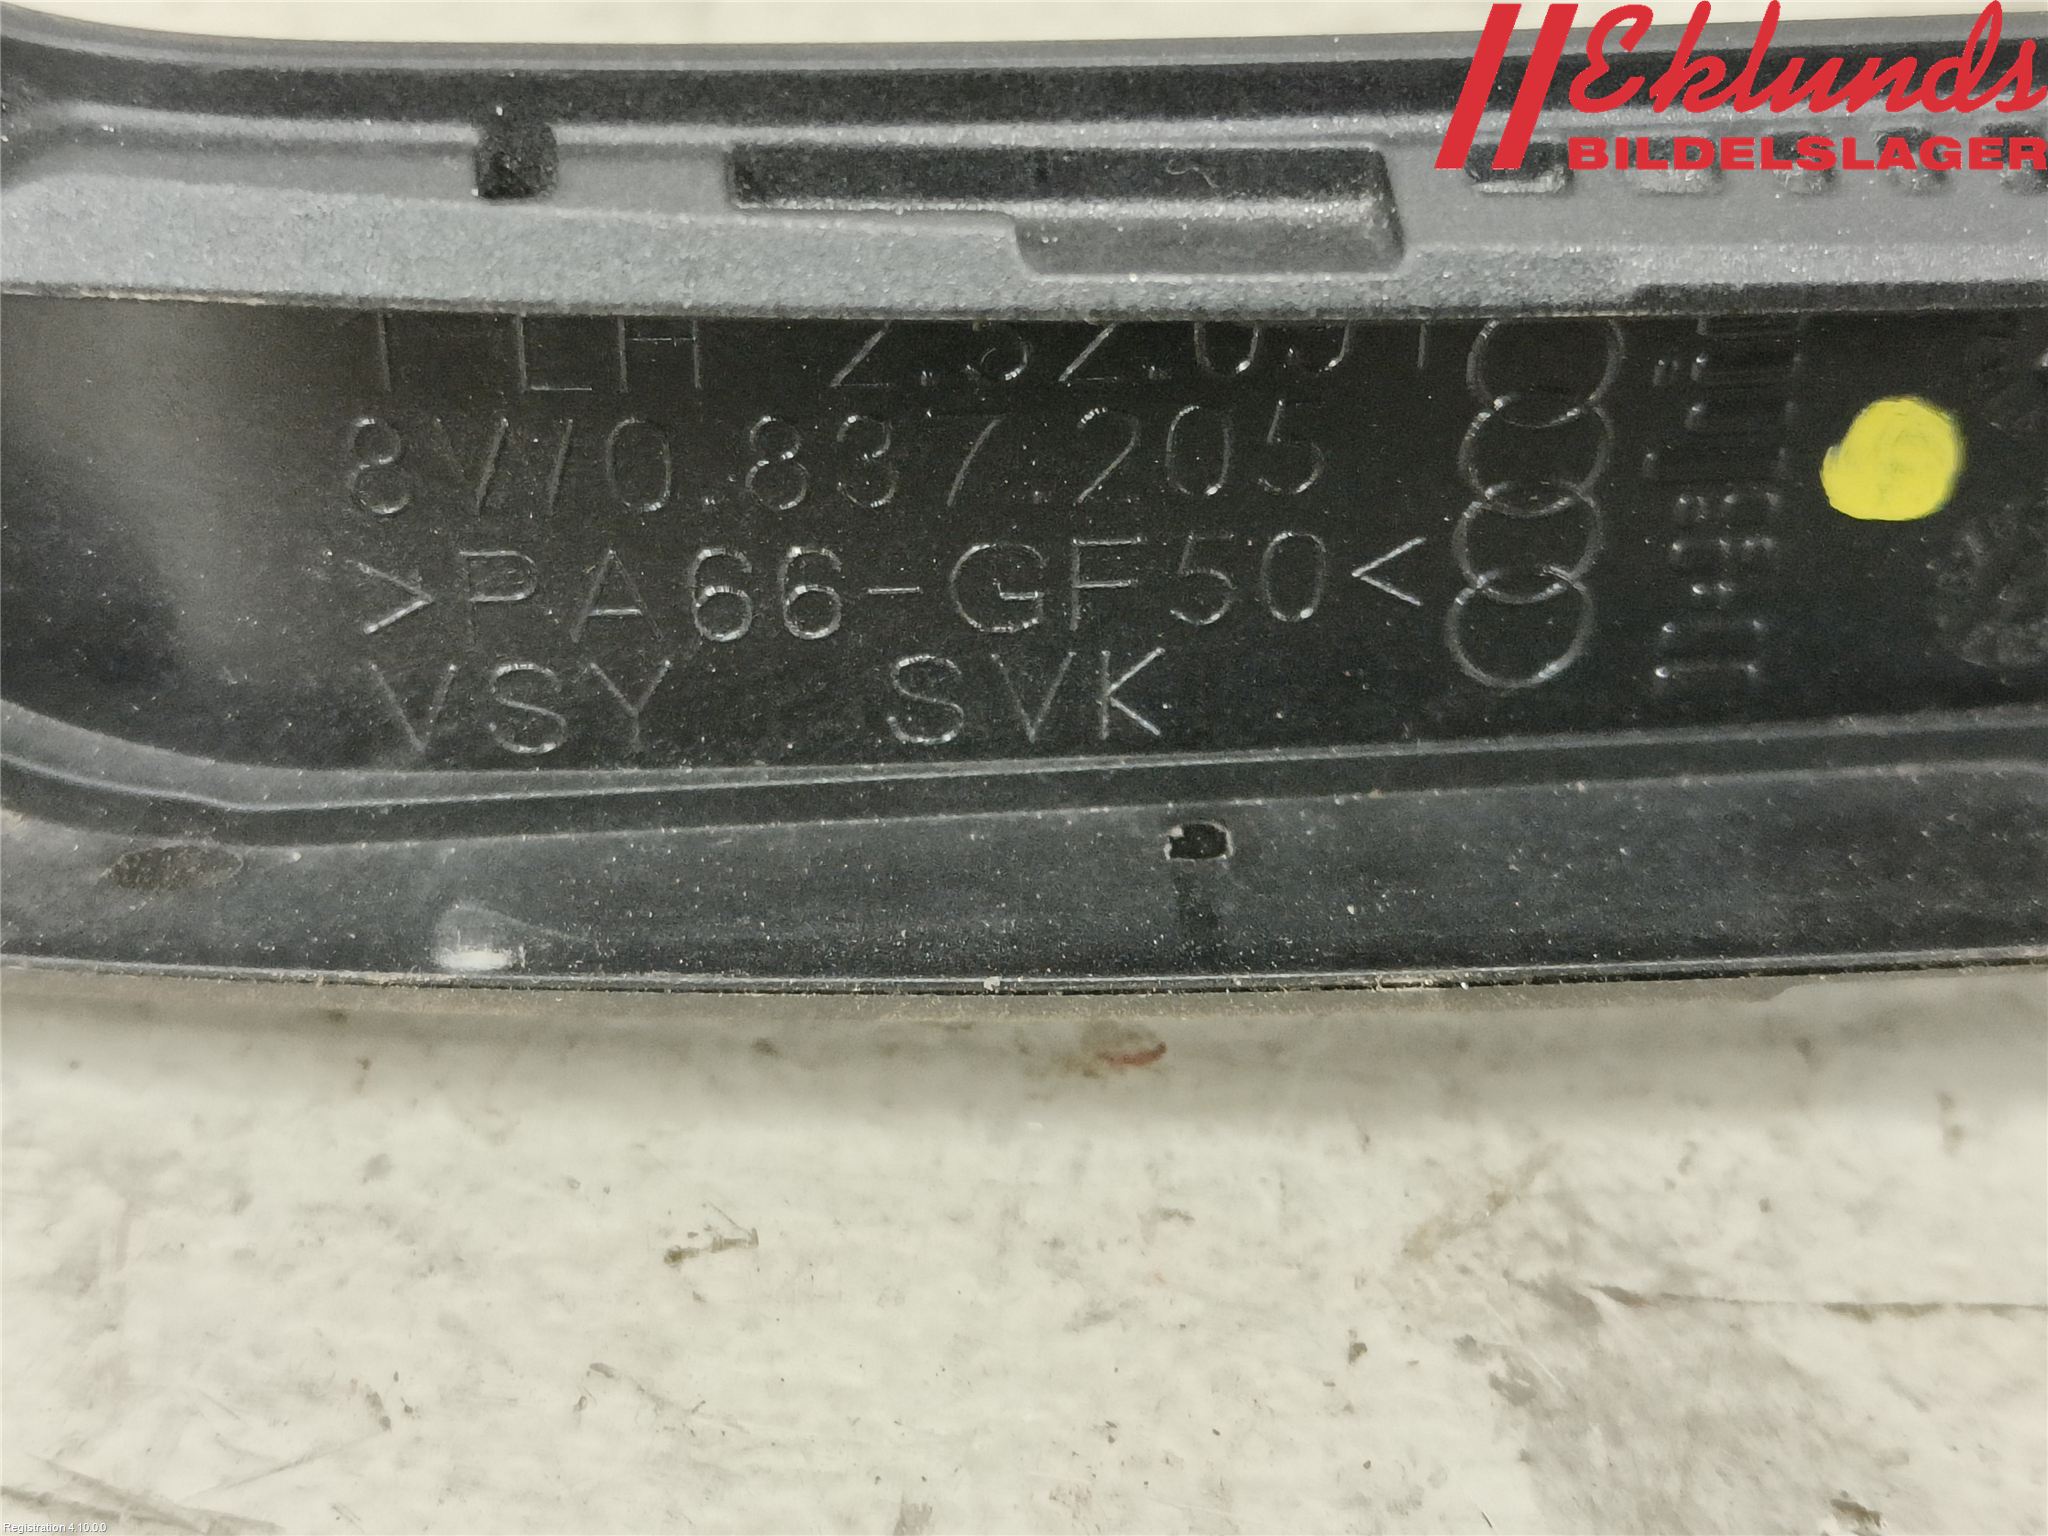 Eklunds
BILDELSLAGER
8W0.837.205
>PA66-GF50<
VSY SVK
Registration 4.10.0.0